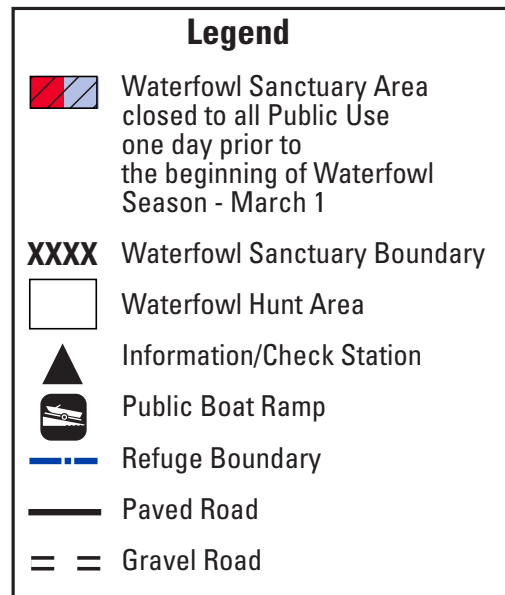 Legend
Waterfowl Sanctuary Area
closed to all Public Use
one day prior to
the beginning of Waterfowl
Season - March 1
XXXX Waterfowl Sanctuary Boundary
Waterfowl Hunt Area
Information/Check Station
Public Boat Ramp
Refuge Boundary
Paved Road
Gravel Road